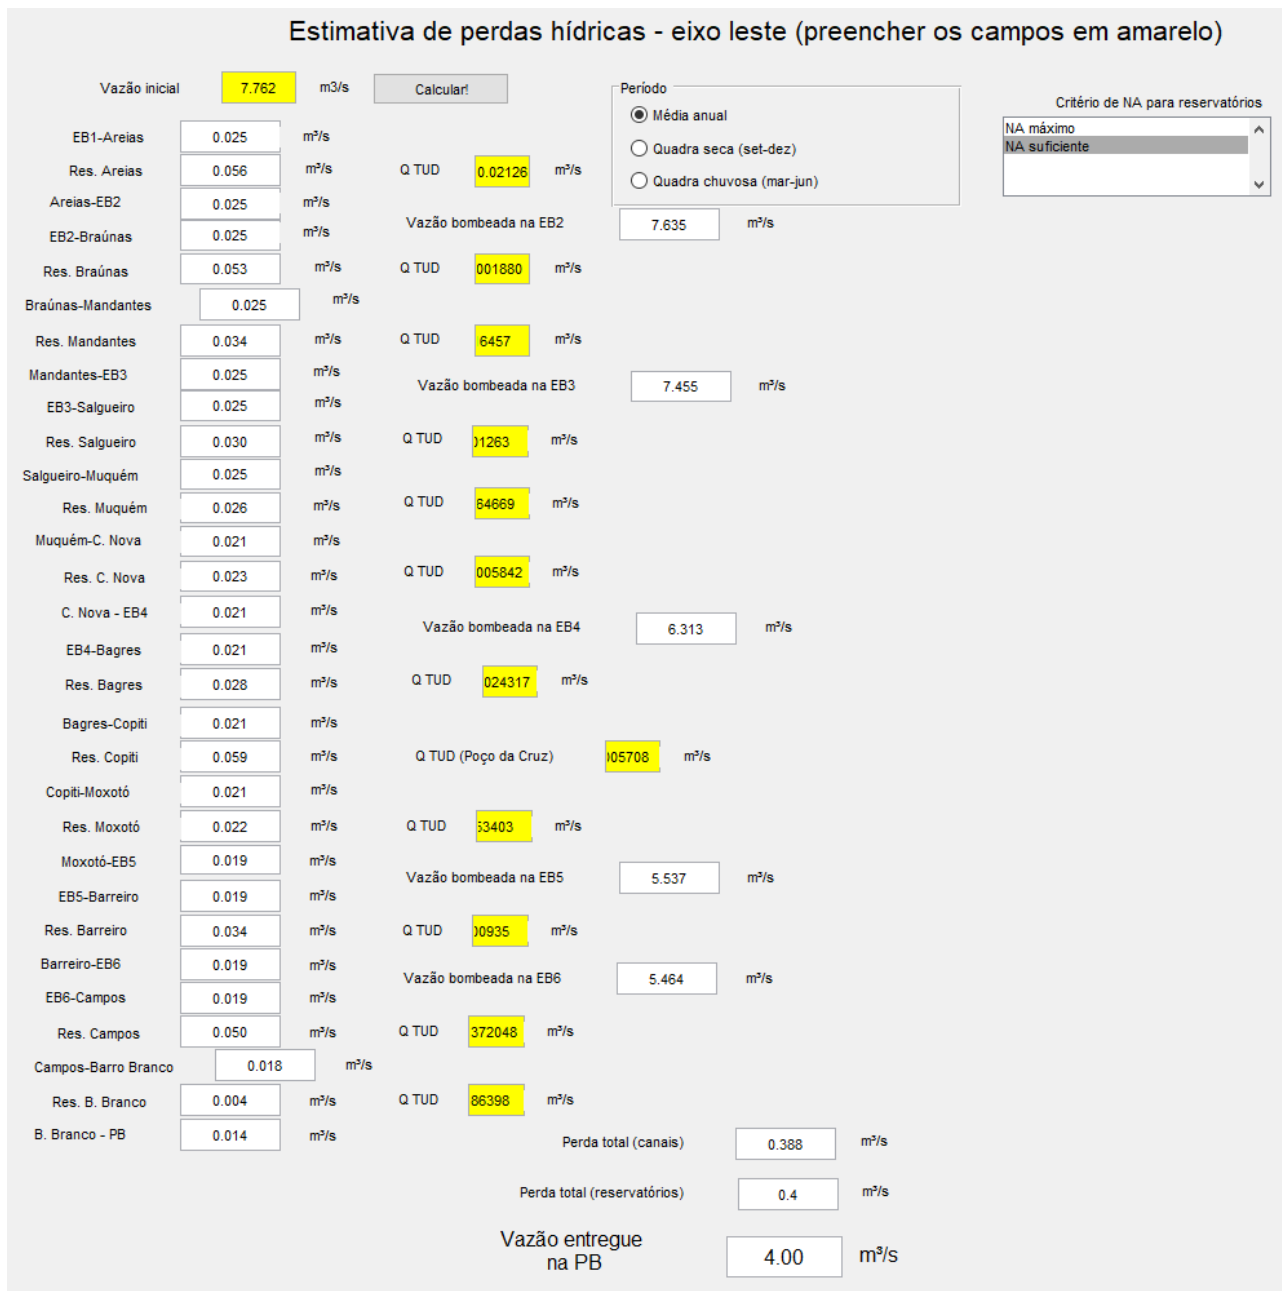 Estimativa de perdas hídricas - eixo leste (preencher os campos em amarelo)
Vazão inicial 7.762 m3/s Calcular!
Período
Média anual
Quadra seca (set-dez)
Quadra chuvosa (mar-jun)
Critério de NA para reservatórios
NA máximo
NA suficiente
EB1-Areias 0.025 m³/s
Res. Areias 0.056 m³/s Q TUD 0.02126 m³/s
Areias-EB2 0.025 m³/s
Vazão bombeada na EB2 7.635 m³/s
EB2-Braúnas 0.025 m³/s
Res. Braúnas 0.053 m³/s Q TUD 001880 m³/s
Braúnas-Mandantes 0.025 m³/s
Res. Mandantes 0.034 m³/s Q TUD 6457 m³/s
Mandantes-EB3 0.025 m³/s
Vazão bombeada na EB3 7.455 m³/s
EB3-Salgueiro 0.025 m³/s
Res. Salgueiro 0.030 m³/s Q TUD 01263 m³/s
Salgueiro-Muquém 0.025 m³/s
Res. Muquém 0.026 m³/s Q TUD 64669 m³/s
Muquém-C. Nova 0.021 m³/s
Res. C. Nova 0.023 m³/s Q TUD 005842 m³/s
C. Nova - EB4 0.021 m³/s
Vazão bombeada na EB4 6.313 m³/s
EB4-Bagres 0.021 m³/s
Res. Bagres 0.028 m³/s Q TUD 024317 m³/s
Bagres-Copiti 0.021 m³/s
Res. Copiti 0.059 m³/s Q TUD (Poço da Cruz) 005708 m³/s
Copiti-Moxotó 0.021 m³/s
Res. Moxotó 0.022 m³/s Q TUD 53403 m³/s
Moxotó-EB5 0.019 m³/s
Vazão bombeada na EB5 5.537 m³/s
EB5-Barreiro 0.019 m³/s
Res. Barreiro 0.034 m³/s Q TUD 00935 m³/s
Barreiro-EB6 0.019 m³/s
Vazão bombeada na EB6 5.464 m³/s
EB6-Campos 0.019 m³/s
Res. Campos 0.050 m³/s Q TUD 372048 m³/s
Campos-Barro Branco 0.018 m³/s
Res. B. Branco 0.004 m³/s Q TUD 86398 m³/s
B. Branco - PB 0.014 m³/s
Perda total (canais) 0.388 m³/s
Perda total (reservatórios) 0.4 m³/s
Vazão entregue
na PB 4.00 m³/s